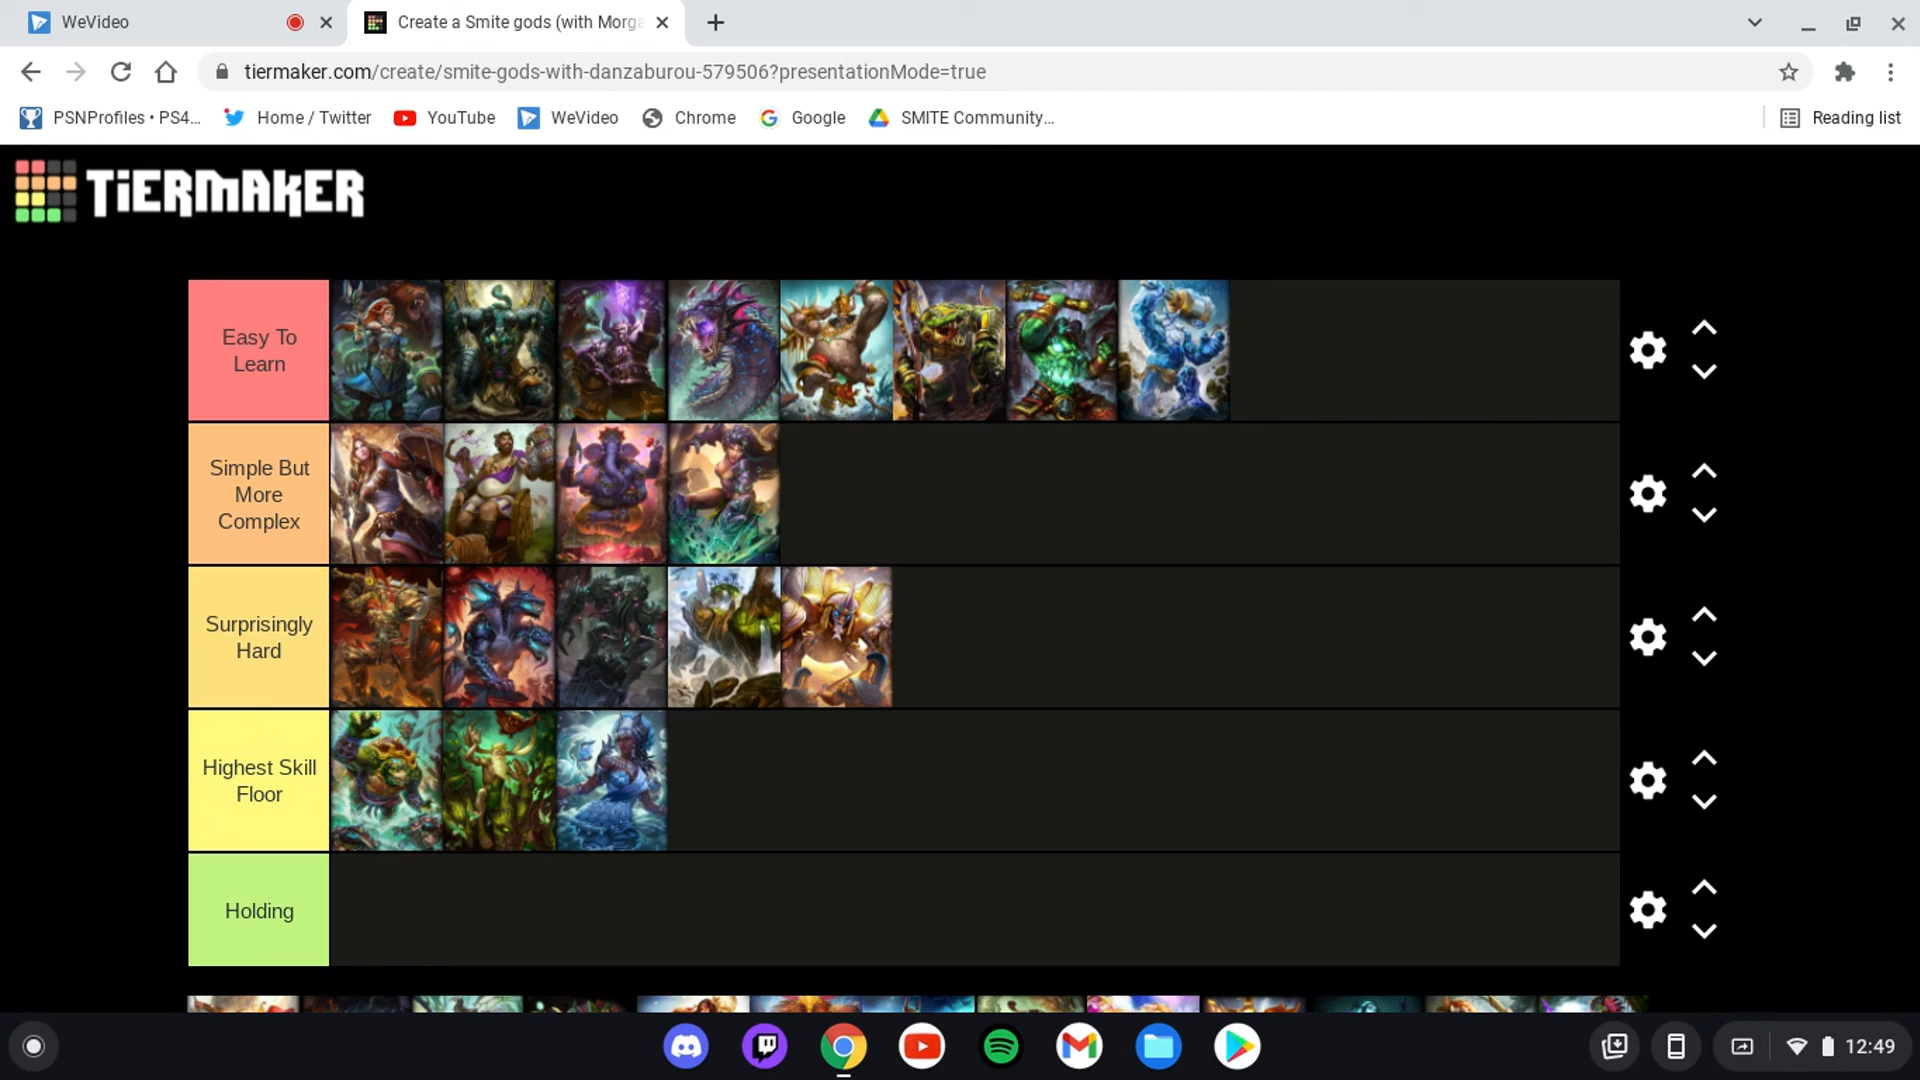 WeVideo
Create a Smite gods (with Morga
tiermaker.com/create/smite-gods-with-danzaburou-579506?presentationMode=true
PSNProfiles • PS4...
Home / Twitter
YouTube
WeVideo
Chrome
Google
SMITE Community...
Reading list
TIERMAKER
Easy To
Learn
Simple But
More
Complex
Surprisingly
Hard
Highest Skill
Floor
Holding
12:49